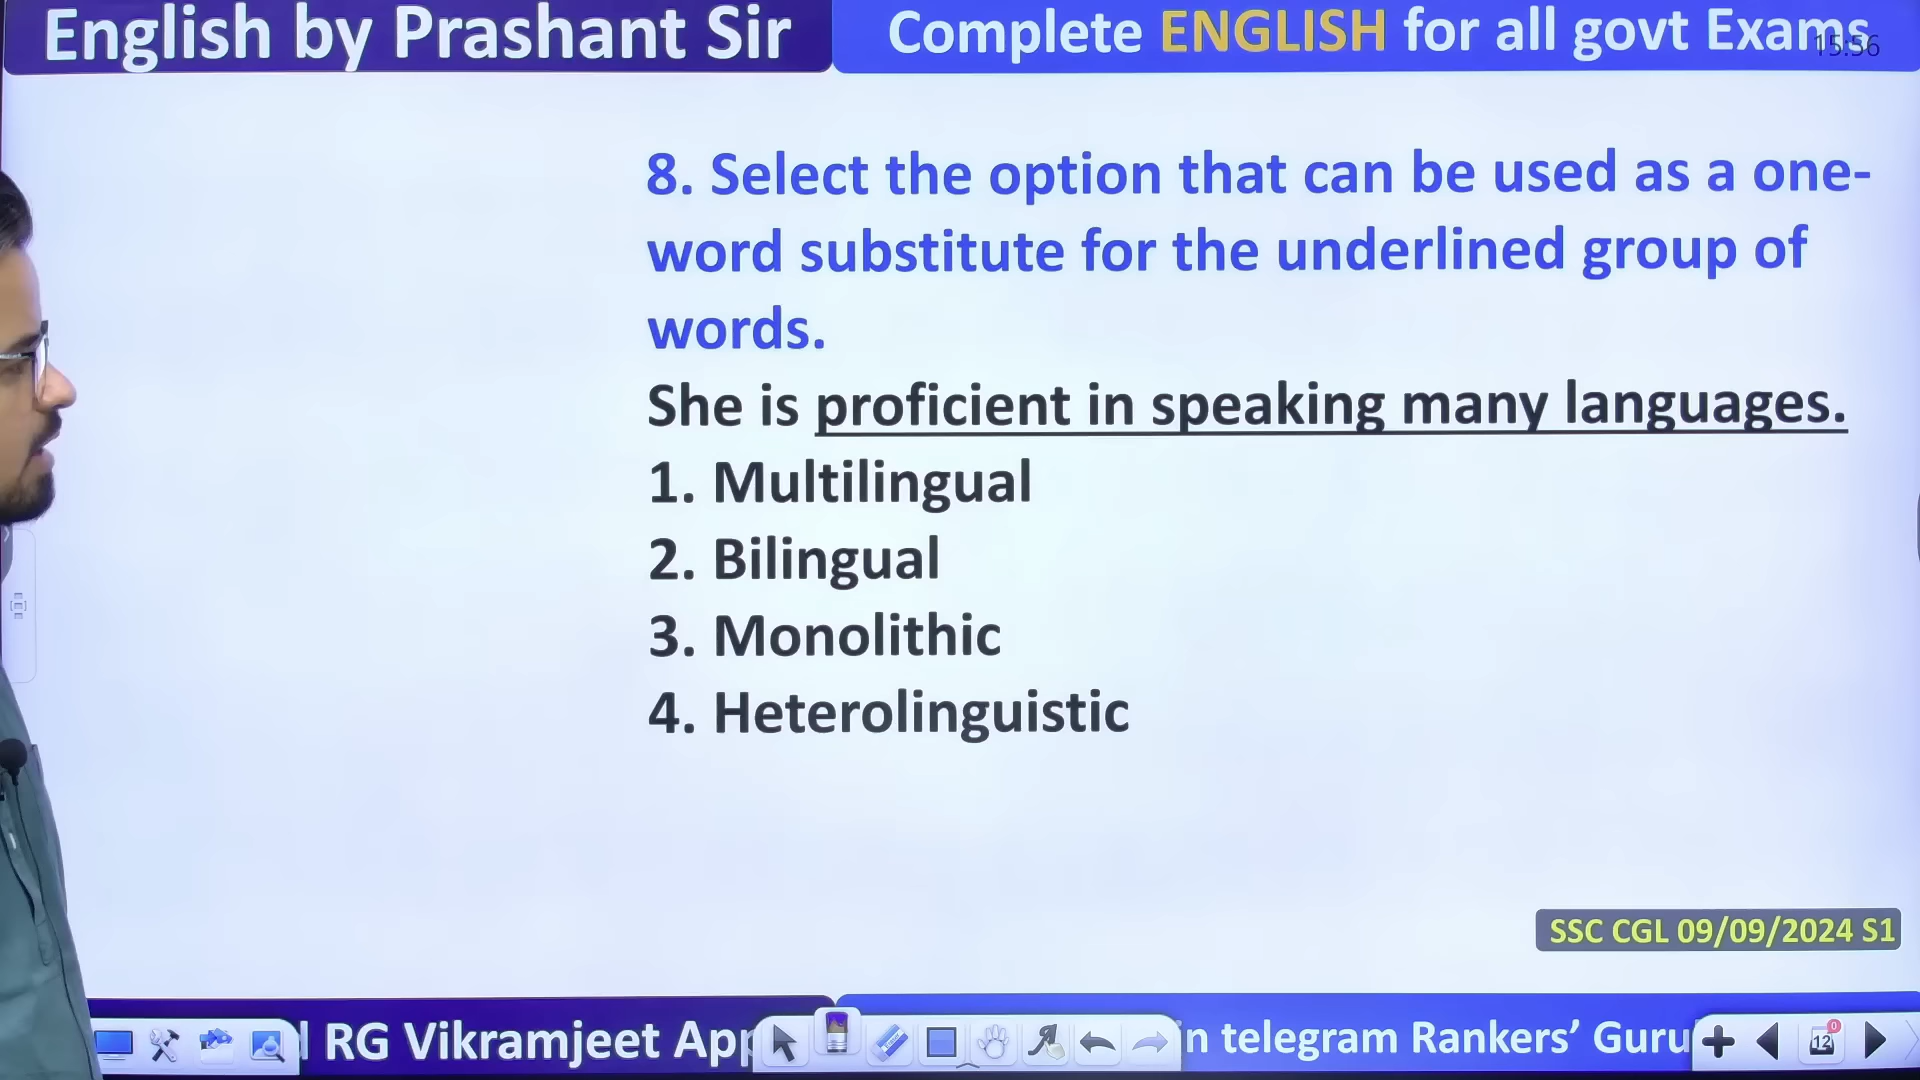 English by Prashant Sir
Complete ENGLISH for all govt Exams
15:56
8. Select the option that can be used as a one-
word substitute for the underlined group of
words.
She is proficient in speaking many languages.
1. Multilingual
2. Bilingual
3. Monolithic
4. Heterolinguistic
SSC CGL 09/09/2024 S1
RG Vikramjeet App
in telegram Rankers’ Guru
12
0